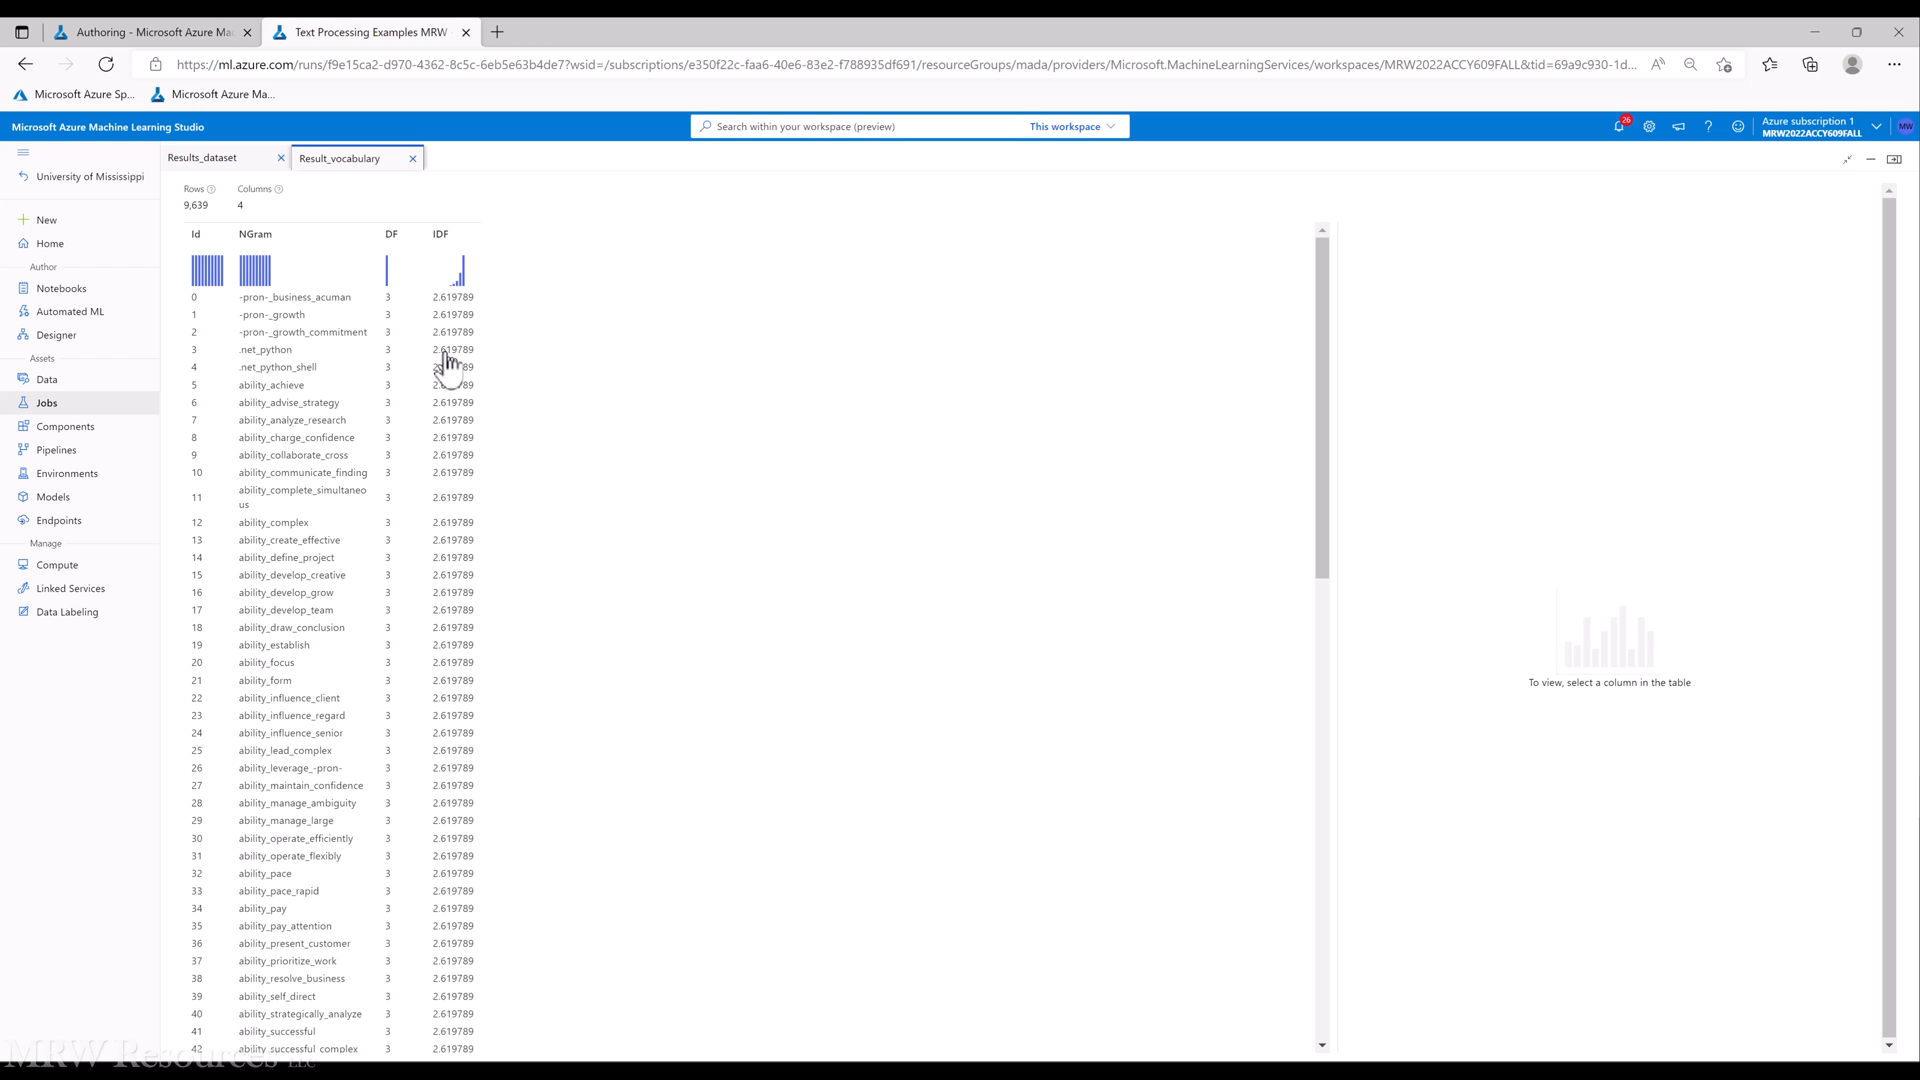 Authoring - Microsoft Azure Mac
Text Processing Examples MRW -
https://ml.azure.com/runs/f9e15ca2-d970-4362-8c5c-6eb5e63b4de7?wsid=/subscriptions/e350f22c-faa6-40e6-83e2-f788935df691/resourceGroups/mada/providers/Microsoft.MachineLearningServices/workspaces/MRW2022ACCY609FALL&tid=69a9c930-1d...
Microsoft Azure Sp...
Microsoft Azure Ma...
Microsoft Azure Machine Learning Studio
Search within your workspace (preview)
This workspace
26
Azure subscription 1
MRW2022ACCY609FALL
MW
Results_dataset
Result_vocabulary
University of Mississippi
New
Home
Author
Notebooks
Automated ML
Designer
Assets
Data
Jobs
Components
Pipelines
Environments
Models
Endpoints
Manage
Compute
Linked Services
Data Labeling
Rows Columns
9,639 4
Id NGram DF IDF
0 -pron-_business_acuman 3 2.619789
1 -pron-_growth 3 2.619789
2 -pron-_growth_commitment 3 2.619789
3 .net_python 3 2.619789
4 .net_python_shell 3
5 ability_achieve 3
6 ability_advise_strategy 3 2.619789
7 ability_analyze_research 3 2.619789
8 ability_charge_confidence 3 2.619789
9 ability_collaborate_cross 3 2.619789
10 ability_communicate_finding 3 2.619789
11 ability_complete_simultaneo
us 3 2.619789
12 ability_complex 3 2.619789
13 ability_create_effective 3 2.619789
14 ability_define_project 3 2.619789
15 ability_develop_creative 3 2.619789
16 ability_develop_grow 3 2.619789
17 ability_develop_team 3 2.619789
18 ability_draw_conclusion 3 2.619789
19 ability_establish 3 2.619789
20 ability_focus 3 2.619789
21 ability_form 3 2.619789
22 ability_influence_client 3 2.619789
23 ability_influence_regard 3 2.619789
24 ability_influence_senior 3 2.619789
25 ability_lead_complex 3 2.619789
26 ability_leverage_-pron- 3 2.619789
27 ability_maintain_confidence 3 2.619789
28 ability_manage_ambiguity 3 2.619789
29 ability_manage_large 3 2.619789
30 ability_operate_efficiently 3 2.619789
31 ability_operate_flexibly 3 2.619789
32 ability_pace 3 2.619789
33 ability_pace_rapid 3 2.619789
34 ability_pay 3 2.619789
35 ability_pay_attention 3 2.619789
36 ability_present_customer 3 2.619789
37 ability_prioritize_work 3 2.619789
38 ability_resolve_business 3 2.619789
39 ability_self_direct 3 2.619789
40 ability_strategically_analyze 3 2.619789
41 ability_successful 3 2.619789
42 ability_successful_complex 3 2.619789
To view, select a column in the table
MRW Resources LLC